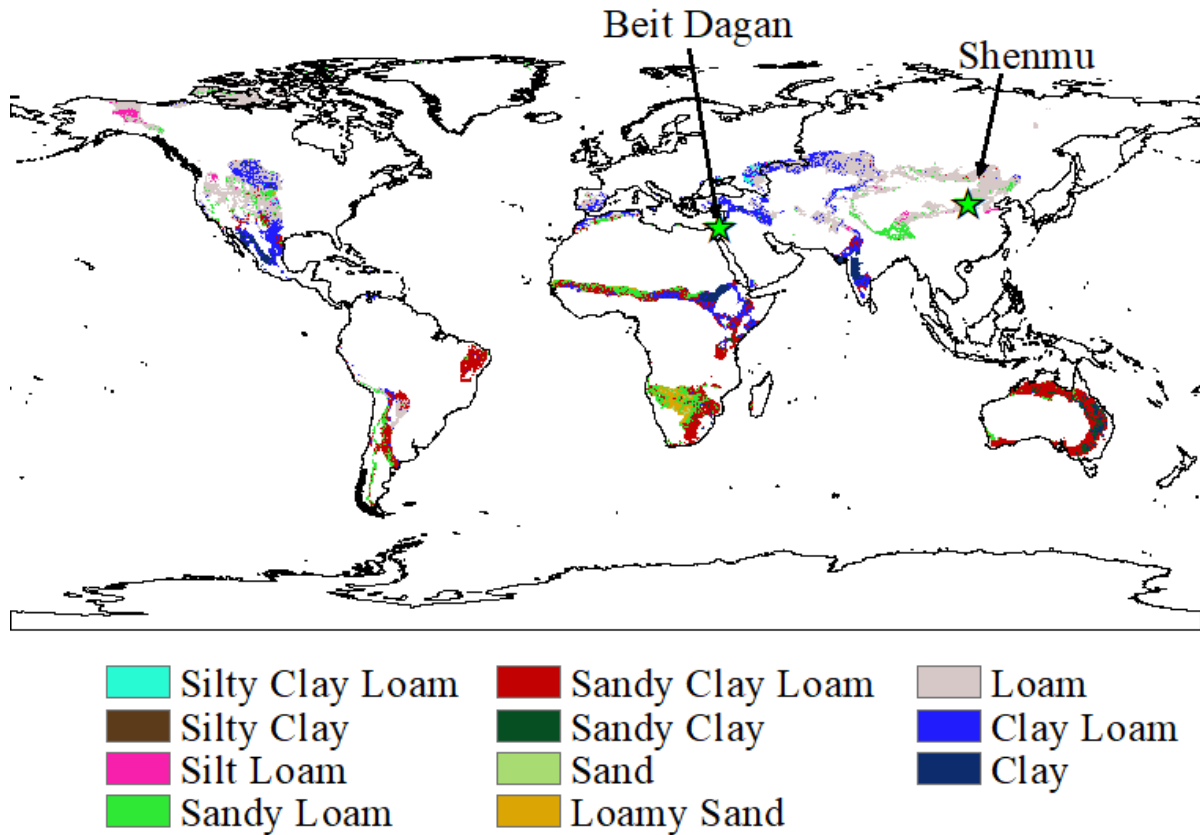 Beit Dagan
Shenmu
Silty Clay Loam
Silty Clay
Silt Loam
Sandy Loam
Sandy Clay Loam
Sandy Clay
Sand
Loamy Sand
Loam
Clay Loam
Clay